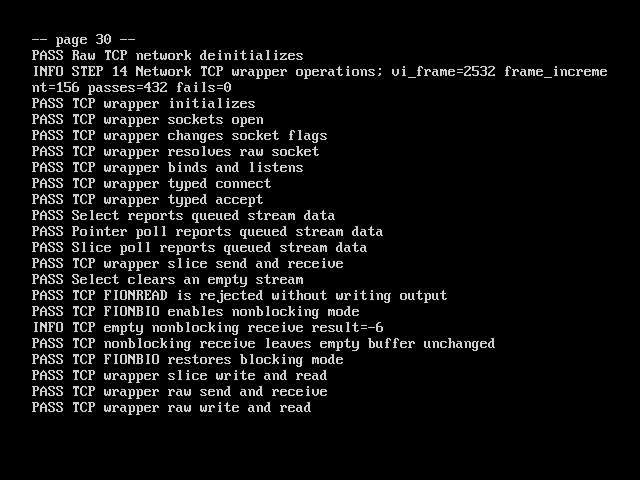 -- page 30 --
PASS Raw TCP network deinitializes
INFO STEP 14 Network TCP wrapper operations; vi_frame=2532 frame_increme
nt=156 passes=432 fails=0
PASS TCP wrapper initializes
PASS TCP wrapper sockets open
PASS TCP wrapper changes socket flags
PASS TCP wrapper resolves raw socket
PASS TCP wrapper binds and listens
PASS TCP wrapper typed connect
PASS TCP wrapper typed accept
PASS Select reports queued stream data
PASS Pointer poll reports queued stream data
PASS Slice poll reports queued stream data
PASS TCP wrapper slice send and receive
PASS Select clears an empty stream
PASS TCP FIONREAD is rejected without writing output
PASS TCP FIONBIO enables nonblocking mode
INFO TCP empty nonblocking receive result=-6
PASS TCP nonblocking receive leaves empty buffer unchanged
PASS TCP FIONBIO restores blocking mode
PASS TCP wrapper slice write and read
PASS TCP wrapper raw send and receive
PASS TCP wrapper raw write and read